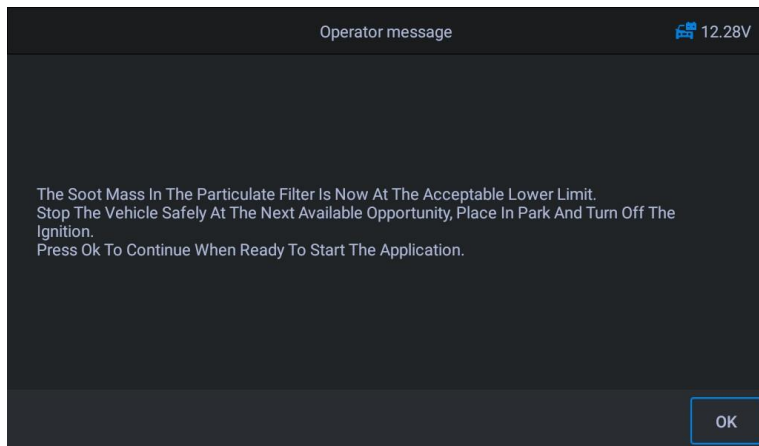 Operator message
12.28V
The Soot Mass In The Particulate Filter Is Now At The Acceptable Lower Limit.
Stop The Vehicle Safely At The Next Available Opportunity, Place In Park And Turn Off The
Ignition.
Press Ok To Continue When Ready To Start The Application.
OK